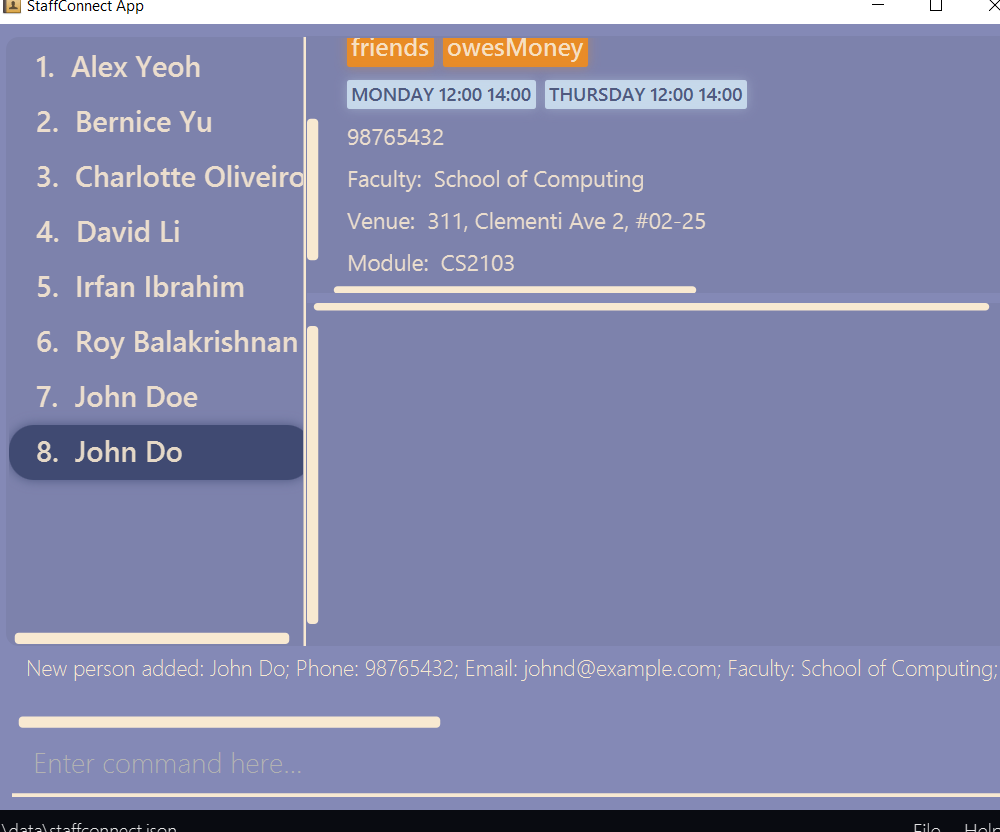 StaffConnect App
1. Alex Yeoh
2. Bernice Yu
3. Charlotte Oliveiro
4. David Li
5. Irfan Ibrahim
6. Roy Balakrishnan
7. John Doe
8. John Do
friends owesMoney
MONDAY 12:00 14:00 THURSDAY 12:00 14:00
98765432
Faculty: School of Computing
Venue: 311, Clementi Ave 2, #02-25
Module: CS2103
New person added: John Do; Phone: 98765432; Email: johnd@example.com; Faculty: School of Computing;
Enter command here...
\data\staffconnect.json File Help